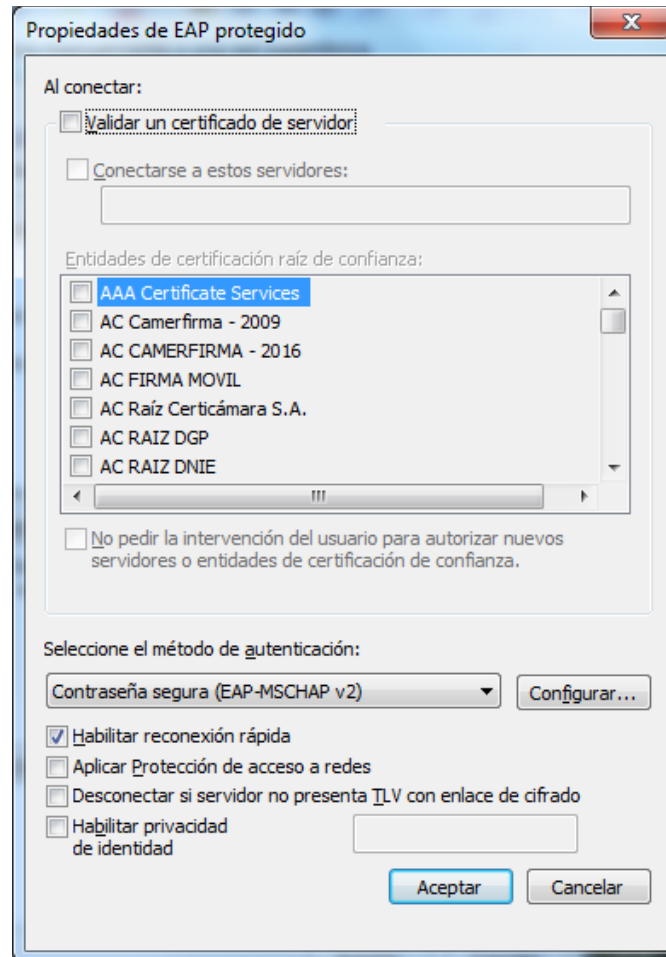 Propiedades de EAP protegido
Al conectar:
Validar un certificado de servidor
Conectarse a estos servidores:
Entidades de certificación raíz de confianza:
AAA Certificate Services
AC Camerfirma - 2009
AC CAMERFIRMA - 2016
AC FIRMA MOVIL
AC Raíz Certicámara S.A.
AC RAIZ DGP
AC RAIZ DNIE
No pedir la intervención del usuario para autorizar nuevos
servidores o entidades de certificación de confianza.
Seleccione el método de autenticación:
Contraseña segura (EAP-MSCHAP v2) Configurar...
Habilitar reconexión rápida
Aplicar Protección de acceso a redes
Desconectar si servidor no presenta TLV con enlace de cifrado
Habilitar privacidad
de identidad
Aceptar Cancelar